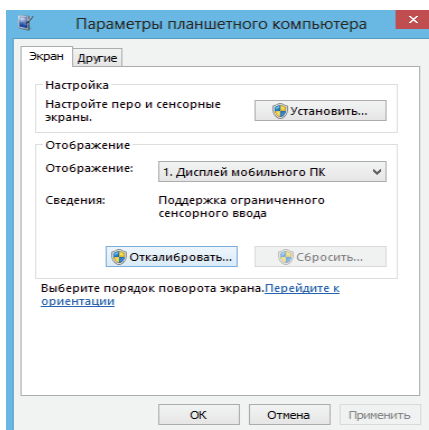 Параметры планшетного компьютера
Экран Другие
Настройка
Настройте перо и сенсорные
экраны.
Установить...
Отображение
Отображение: 1. Дисплей мобильного ПК
Сведения: Поддержка ограниченного
сенсорного ввода
Откалибровать... Сбросить...
Выберите порядок поворота экрана.Перейдите к
ориентации
OK Отмена Применить